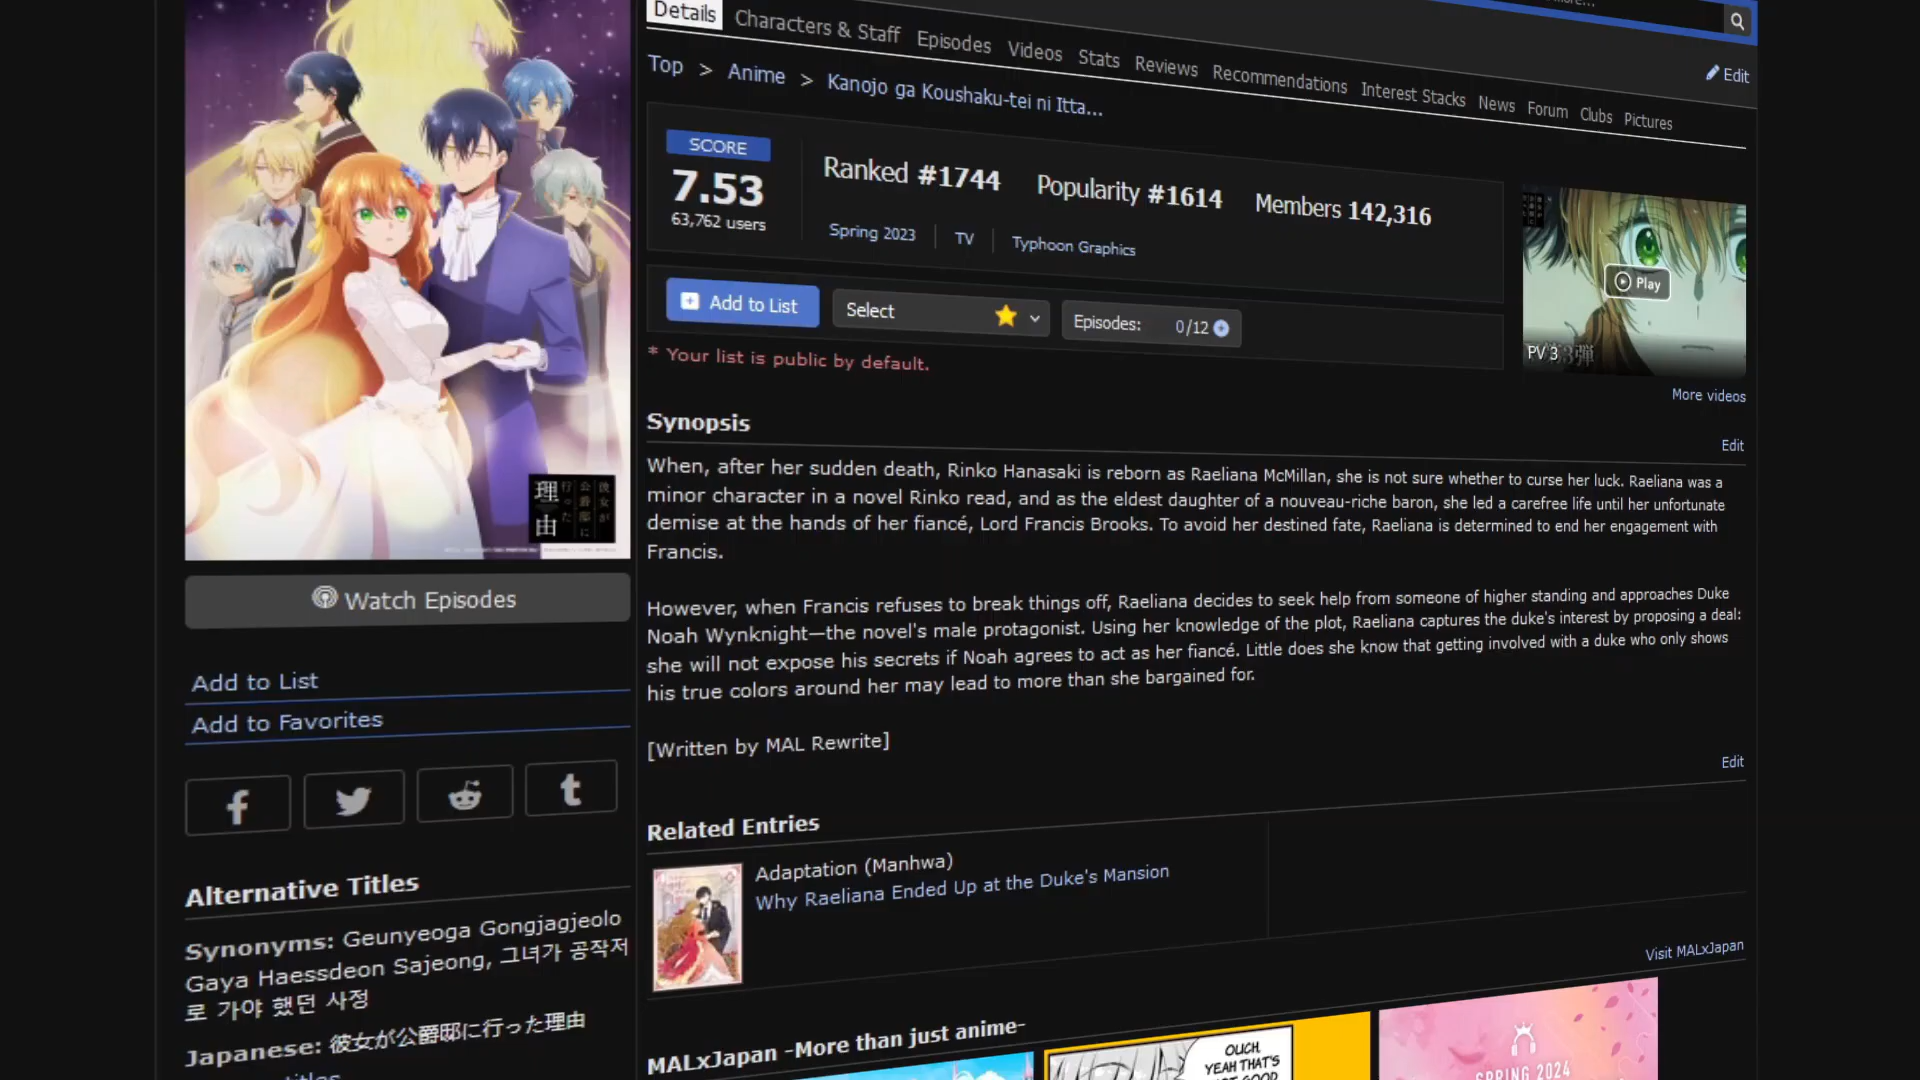 Details Characters & Staff Episodes Videos Stats Reviews Recommendations Interest Stacks News Forum Clubs Pictures
Edit
Top > Anime > Kanojo ga Koushaku-tei ni Itta...
SCORE
7.53
63,762 users
Ranked #1744 Popularity #1614 Members 142,316
Spring 2023 TV Typhoon Graphics
Add to List
Select
Episodes: 0/12
* Your list is public by default.
Play
PV 3
More videos
Synopsis
Edit
When, after her sudden death, Rinko Hanasaki is reborn as Raeliana McMillan, she is not sure whether to curse her luck. Raeliana was a
minor character in a novel Rinko read, and as the eldest daughter of a nouveau-riche baron, she led a carefree life until her unfortunate
demise at the hands of her fiancé, Lord Francis Brooks. To avoid her destined fate, Raeliana is determined to end her engagement with
Francis.
However, when Francis refuses to break things off, Raeliana decides to seek help from someone of higher standing and approaches Duke
Noah Wynknight—the novel's male protagonist. Using her knowledge of the plot, Raeliana captures the duke's interest by proposing a deal:
she will not expose his secrets if Noah agrees to act as her fiancé. Little does she know that getting involved with a duke who only shows
his true colors around her may lead to more than she bargained for.
[Written by MAL Rewrite]
Edit
Related Entries
Adaptation (Manhwa)
Why Raeliana Ended Up at the Duke's Mansion
Visit MALxJapan
MALxJapan -More than just anime-
OUCH.
YEAH THAT'S
SPRING 2024
彼女が
公爵邸に
行った
理由
Watch Episodes
Add to List
Add to Favorites
Alternative Titles
Synonyms: Geunyeoga Gongjagjeolo
Gaya Haessdeon Sajeong, 그녀가 공작저
로 가야 했던 사정
Japanese: 彼女が公爵邸に行った理由